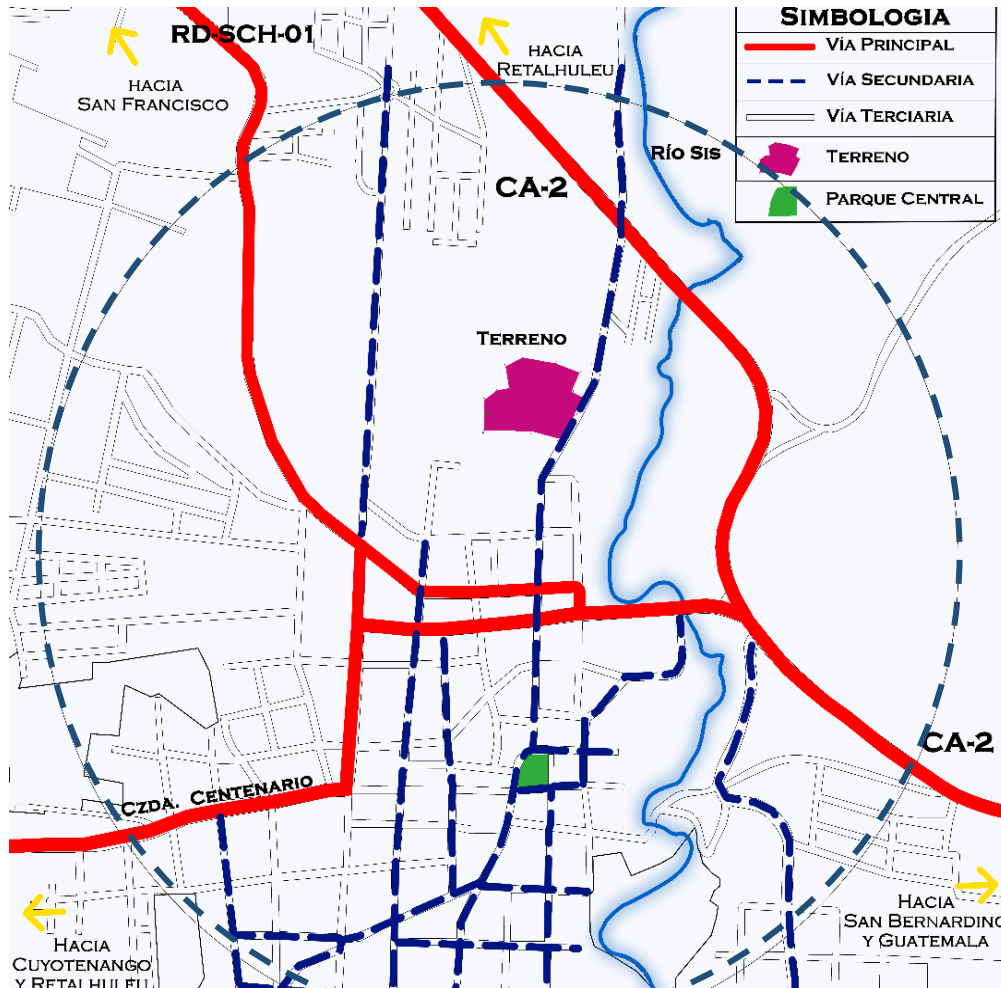 RD-SCH-01
HACIA
SAN FRANCISCO
HACIA
RETALHULEU
SIMBOLOGIA
VÍA PRINCIPAL
VÍA SECUNDARIA
VÍA TERCIARIA
TERRENO
PARQUE CENTRAL
RÍO SIS
CA-2
TERRENO
CA-2
CZDA. CENTENARIO
HACIA
CUYOTENANGO
Y RETALHULEU
HACIA
SAN BERNARDINO
Y GUATEMALA